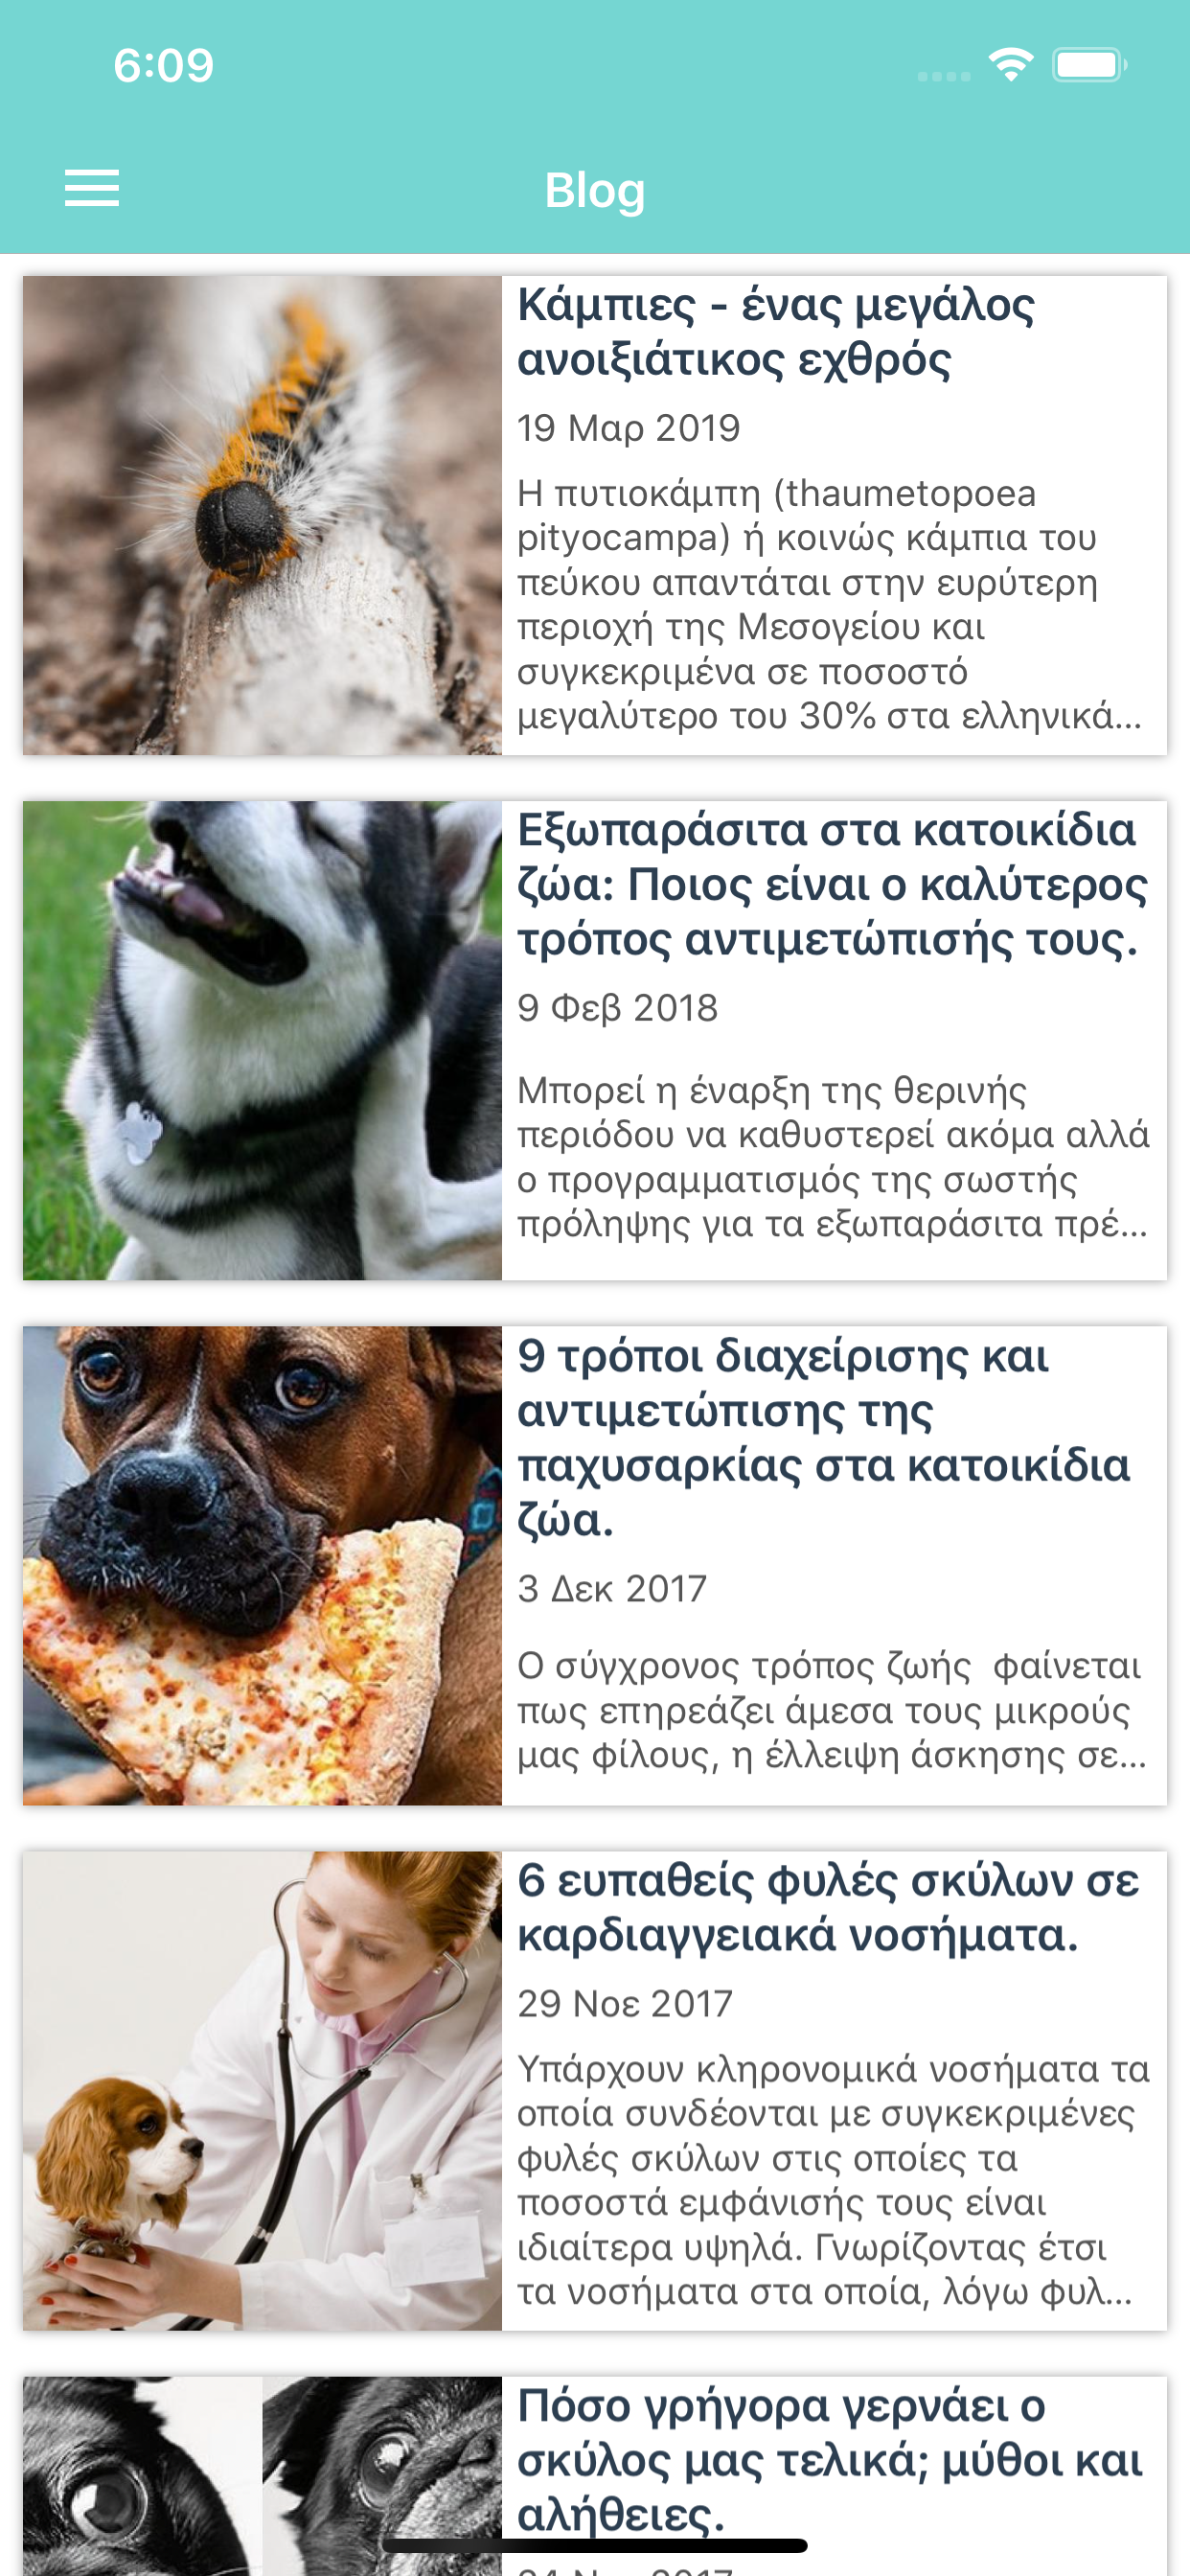 6:09
Blog
Κάμπιες - ένας μεγάλος
ανοιξιάτικος εχθρός
19 Μαρ 2019
Η πυτιοκάμπη (thaumetopoea
pityocampa) ή κοινώς κάμπια του
πεύκου απαντάται στην ευρύτερη
περιοχή της Μεσογείου και
συγκεκριμένα σε ποσοστό
μεγαλύτερο του 30% στα ελληνικά...
Εξωπαράσιτα στα κατοικίδια
ζώα: Ποιος είναι ο καλύτερος
τρόπος αντιμετώπισής τους.
9 Φεβ 2018
Μπορεί η έναρξη της θερινής
περιόδου να καθυστερεί ακόμα αλλά
ο προγραμματισμός της σωστής
πρόληψης για τα εξωπαράσιτα πρέ...
9 τρόποι διαχείρισης και
αντιμετώπισης της
παχυσαρκίας στα κατοικίδια
ζώα.
3 Δεκ 2017
Ο σύγχρονος τρόπος ζωής  φαίνεται
πως επηρεάζει άμεσα τους μικρούς
μας φίλους, η έλλειψη άσκησης σε...
6 ευπαθείς φυλές σκύλων σε
καρδιαγγειακά νοσήματα.
29 Νοε 2017
Υπάρχουν κληρονομικά νοσήματα τα
οποία συνδέονται με συγκεκριμένες
φυλές σκύλων στις οποίες τα
ποσοστά εμφάνισής τους είναι
ιδιαίτερα υψηλά. Γνωρίζοντας έτσι
τα νοσήματα στα οποία, λόγω φυλ...
Πόσο γρήγορα γερνάει ο
σκύλος μας τελικά; μύθοι και
αλήθειες.